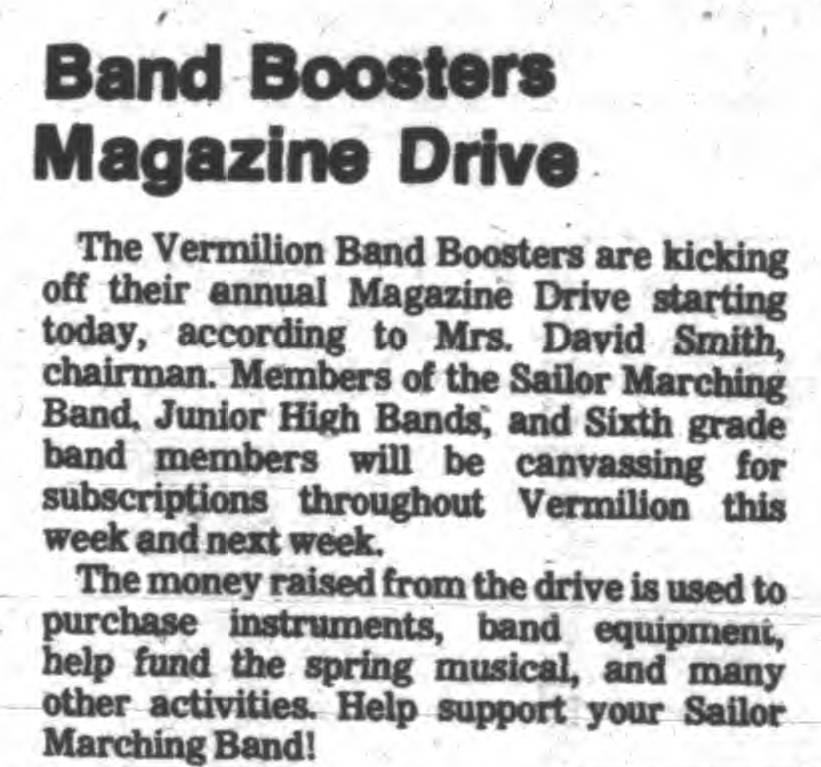 Band Boosters
Magazine Drive
The Vermilion Band Boosters are kicking
off their annual Magazine Drive starting
today, according to Mrs. David Smith,
chairman. Members of the Sailor Marching
Band, Junior High Bands, and Sixth grade
band members will be canvassing for
subscriptions throughout Vermilion this
week and next week.
The money raised from the drive is used to
purchase instruments, band equipment,
help fund the spring musical, and many
other activities. Help support your Sailor
Marching Band!